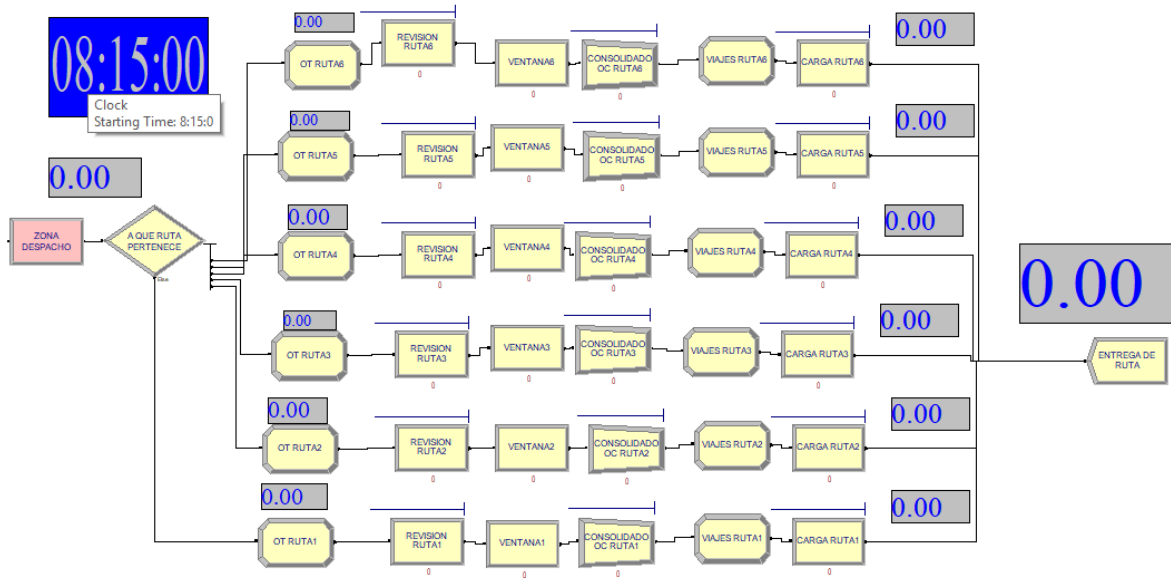 08:15:00
Clock
Starting Time: 8:15:0
0.00
ZONA
DESPACHO
A QUE RUTA
PERTENECE
Else
0.00
OT RUTA6
REVISION
RUTA6
0
VENTANA6
0
CONSOLIDADO
OC RUTA6
0
VIAJES RUTA6
CARGA RUTA6
0
0.00
0.00
OT RUTA5
REVISION
RUTA5
0
VENTANA5
0
CONSOLIDADO
OC RUTA5
0
VIAJES RUTA5
CARGA RUTA5
0
0.00
0.00
OT RUTA4
REVISION
RUTA4
0
VENTANA4
0
CONSOLIDADO
OC RUTA4
0
VIAJES RUTA4
CARGA RUTA4
0
0.00
0.00
OT RUTA3
REVISION
RUTA3
0
VENTANA3
0
CONSOLIDADO
OC RUTA3
0
VIAJES RUTA3
CARGA RUTA3
0
0.00
0.00
OT RUTA2
REVISION
RUTA2
0
VENTANA2
0
CONSOLIDADO
OC RUTA2
0
VIAJES RUTA2
CARGA RUTA2
0
0.00
0.00
OT RUTA1
REVISION
RUTA1
0
VENTANA1
0
CONSOLIDADO
OC RUTA1
0
VIAJES RUTA1
CARGA RUTA1
0
0.00
0.00
ENTREGA DE
RUTA